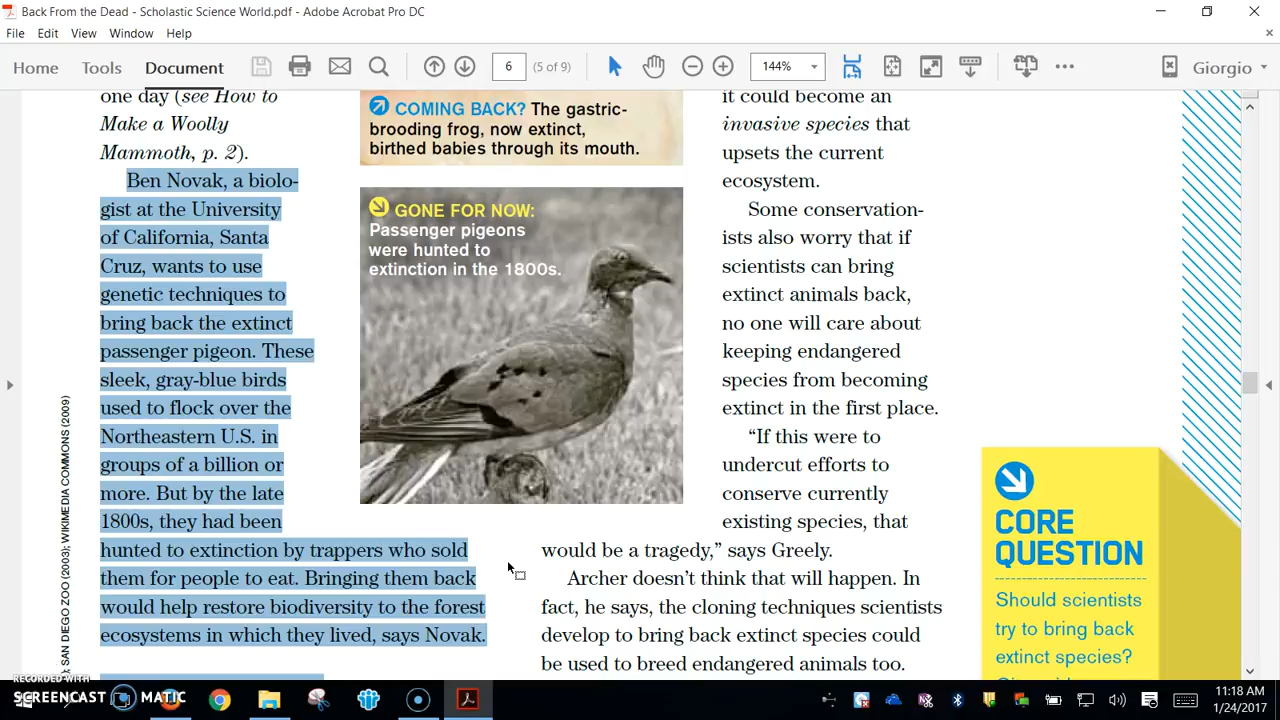 Back From the Dead - Scholastic Science World.pdf - Adobe Acrobat Pro DC
File Edit View Window Help
Home Tools Document 6 (5 of 9) 144% Giorgio
one day (see How to
Make a Woolly
Mammoth, p. 2).
Ben Novak, a biolo-
gist at the University
of California, Santa
Cruz, wants to use
genetic techniques to
bring back the extinct
passenger pigeon. These
sleek, gray-blue birds
used to flock over the
Northeastern U.S. in
groups of a billion or
more. But by the late
1800s, they had been
hunted to extinction by trappers who sold
them for people to eat. Bringing them back
would help restore biodiversity to the forest
ecosystems in which they lived, says Novak.
COMING BACK? The gastric-
brooding frog, now extinct,
birthed babies through its mouth.
GONE FOR NOW:
Passenger pigeons
were hunted to
extinction in the 1800s.
it could become an
invasive species that
upsets the current
ecosystem.
Some conservation-
ists also worry that if
scientists can bring
extinct animals back,
no one will care about
keeping endangered
species from becoming
extinct in the first place.
“If this were to
undercut efforts to
conserve currently
existing species, that
would be a tragedy,” says Greely.
Archer doesn’t think that will happen. In
fact, he says, the cloning techniques scientists
develop to bring back extinct species could
be used to breed endangered animals too.
CORE
QUESTION
Should scientists
try to bring back
extinct species?
SAN DIEGO ZOO (2003); WIKIMEDIA COMMONS (2009)
RECORDED WITH
SCREENCAST MATIC
11:18 AM
1/24/2017